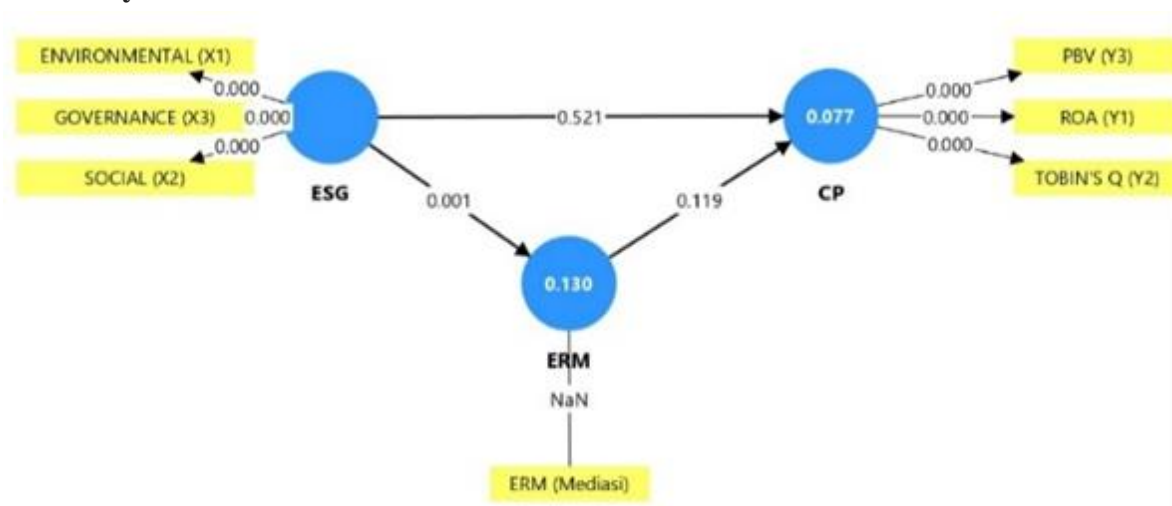 ENVIRONMENTAL (X1)
GOVERNANCE (X3)
SOCIAL (X2)
0.000
0.000
0.000
ESG
0.521
0.001
0.119
0.130
ERM
NaN
ERM (Mediasi)
0.077
CP
0.000
0.000
0.000
PBV (Y3)
ROA (Y1)
TOBIN'S Q (Y2)